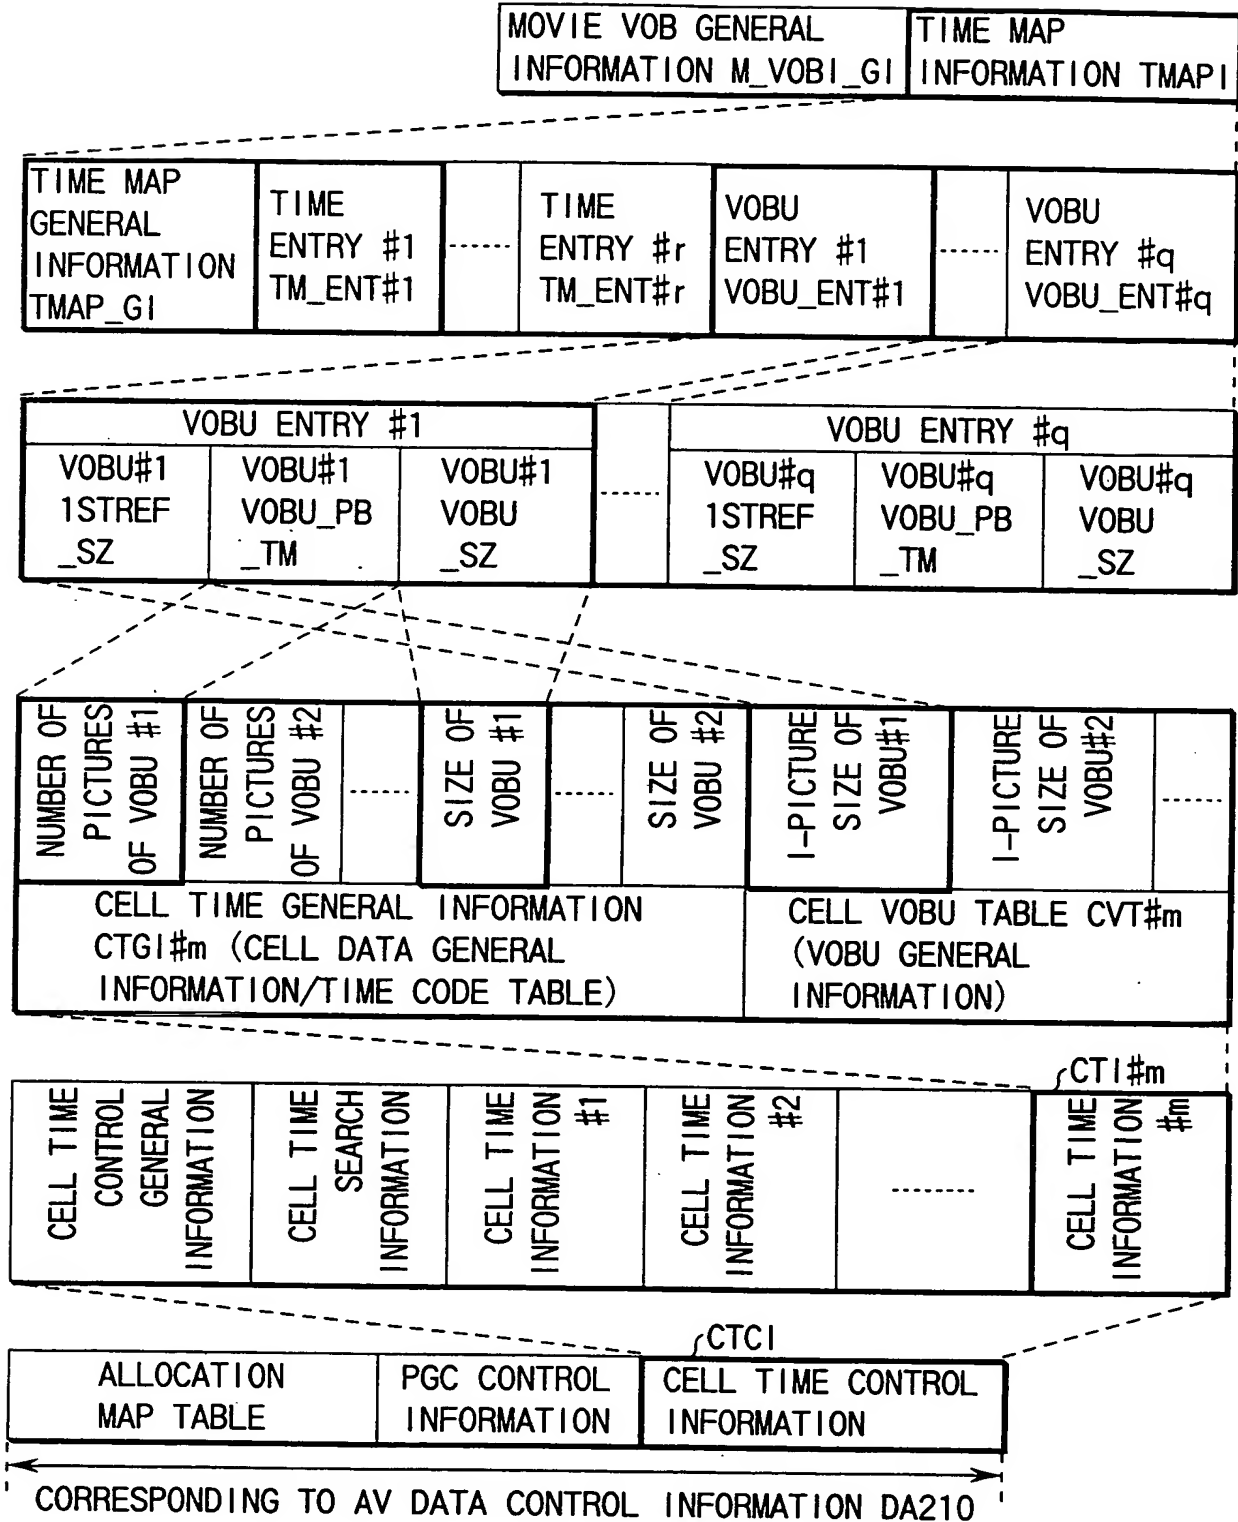 MOVIE VOB GENERAL
INFORMATION M_VOBI_GI
TIME MAP
INFORMATION TMAPI
TIME MAP
GENERAL
INFORMATION
TMAP_GI
TIME
ENTRY #1
TM_ENT#1
TIME
ENTRY #r
TM_ENT#r
VOBU
ENTRY #1
VOBU_ENT#1
VOBU
ENTRY #q
VOBU_ENT#q
VOBU ENTRY #1
VOBU#1
1STREF
_SZ
VOBU#1
VOBU_PB
_TM
VOBU#1
VOBU
_SZ
VOBU ENTRY #q
VOBU#q
1STREF
_SZ
VOBU#q
VOBU_PB
_TM
VOBU#q
VOBU
_SZ
NUMBER OF
PICTURES
OF VOBU #1
NUMBER OF
PICTURES
OF VOBU #2
SIZE OF
VOBU #1
SIZE OF
VOBU #2
I-PICTURE
SIZE OF
VOBU#1
I-PICTURE
SIZE OF
VOBU#2
CELL TIME GENERAL INFORMATION
CTGI#m (CELL DATA GENERAL
INFORMATION/TIME CODE TABLE)
CELL VOBU TABLE CVT#m
(VOBU GENERAL
INFORMATION)
CTI#m
CELL TIME
CONTROL
GENERAL
INFORMATION
CELL TIME
SEARCH
INFORMATION
CELL TIME
INFORMATION
#1
CELL TIME
INFORMATION
#2
CELL TIME
INFORMATION
#m
CTCI
ALLOCATION
MAP TABLE
PGC CONTROL
INFORMATION
CELL TIME CONTROL
INFORMATION
CORRESPONDING TO AV DATA CONTROL INFORMATION DA210